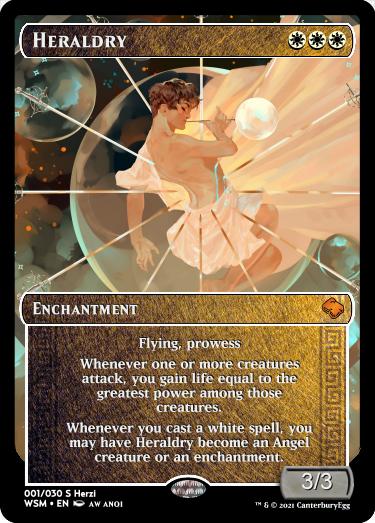 HERALDRY
ENCHANTMENT
Flying, prowess
Whenever one or more creatures
attack, you gain life equal to the
greatest power among those
creatures.
Whenever you cast a white spell, you
may have Heraldry become an Angel
creature or an enchantment.
3/3
001/030 S Herzl
WSM • EN AW ANOI
™ & © 2021 CanterburyEgg